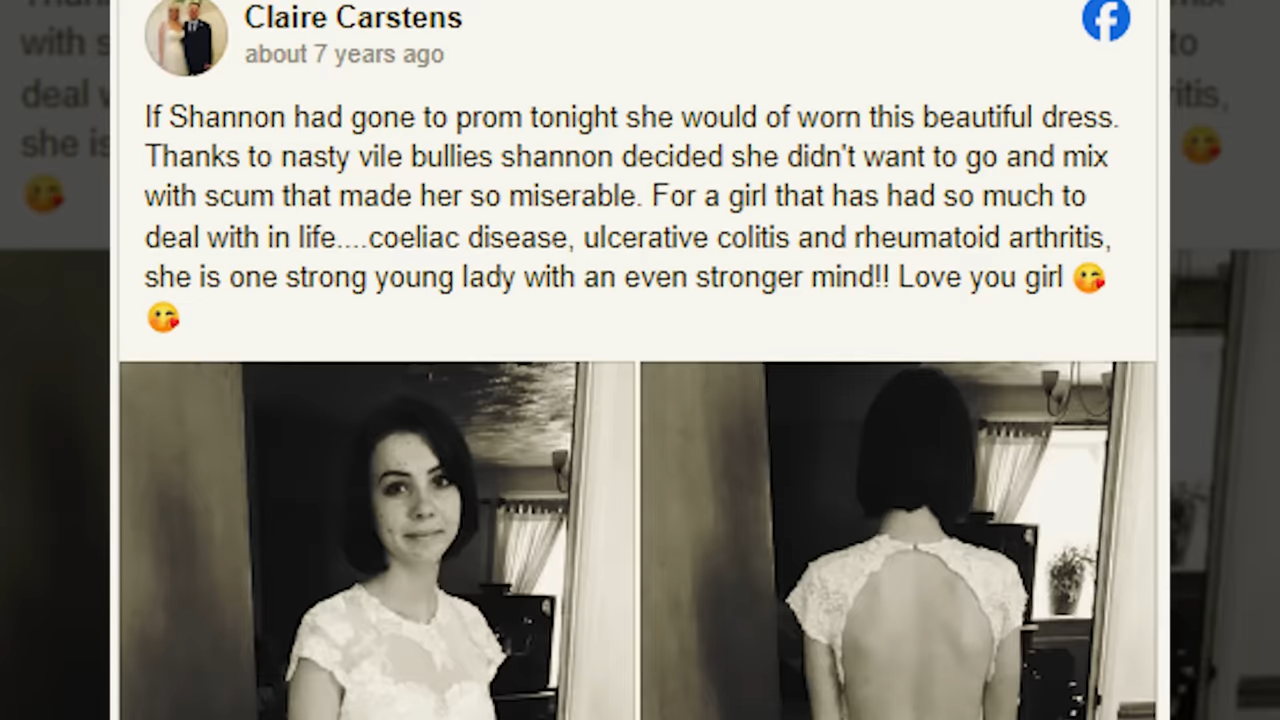 Claire Carstens
about 7 years ago
If Shannon had gone to prom tonight she would of worn this beautiful dress.
Thanks to nasty vile bullies shannon decided she didn't want to go and mix
with scum that made her so miserable. For a girl that has had so much to
deal with in life....coeliac disease, ulcerative colitis and rheumatoid arthritis,
she is one strong young lady with an even stronger mind!! Love you girl 😘
😘